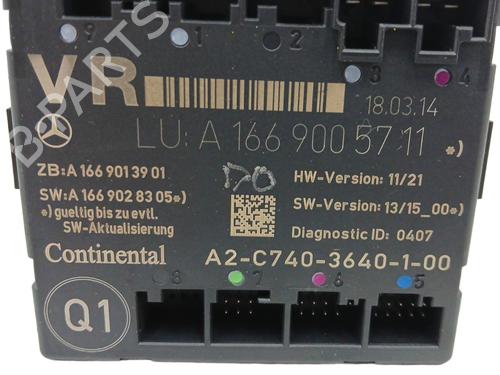 9 1 2
3 4
VR
18.03.14
LU: A 166 900 57 11 *)
ZB: A 166 901 39 01
HW-Version: 11/21
SW: A 166 902 83 05*)
SW-Version: 13/15_00*)
*) gueltig bis zu evtl.
SW-Aktualisierung
Diagnostic ID: 0407
DO
Continental
A2-C740-3640-1-00
8 7 6 5
Q1
B-PARTS